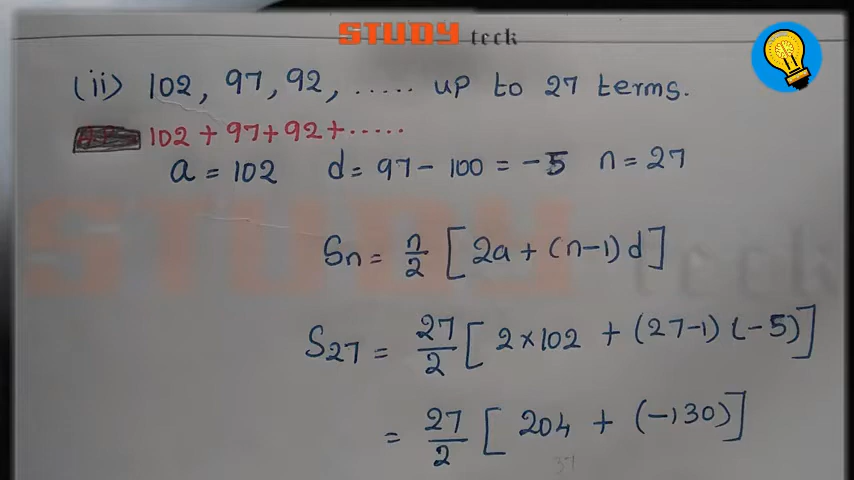 STUDY teck
(ii) 102, 97, 92, ..... up to 27 terms.
102 + 97 + 92 + .....
a = 102 d = 97 - 100 = -5 n = 27
Sn = n/2 [2a + (n-1) d]
S27 = 27/2 [2×102 + (27-1) (-5)]
= 27/2 [204 + (-130)]
37